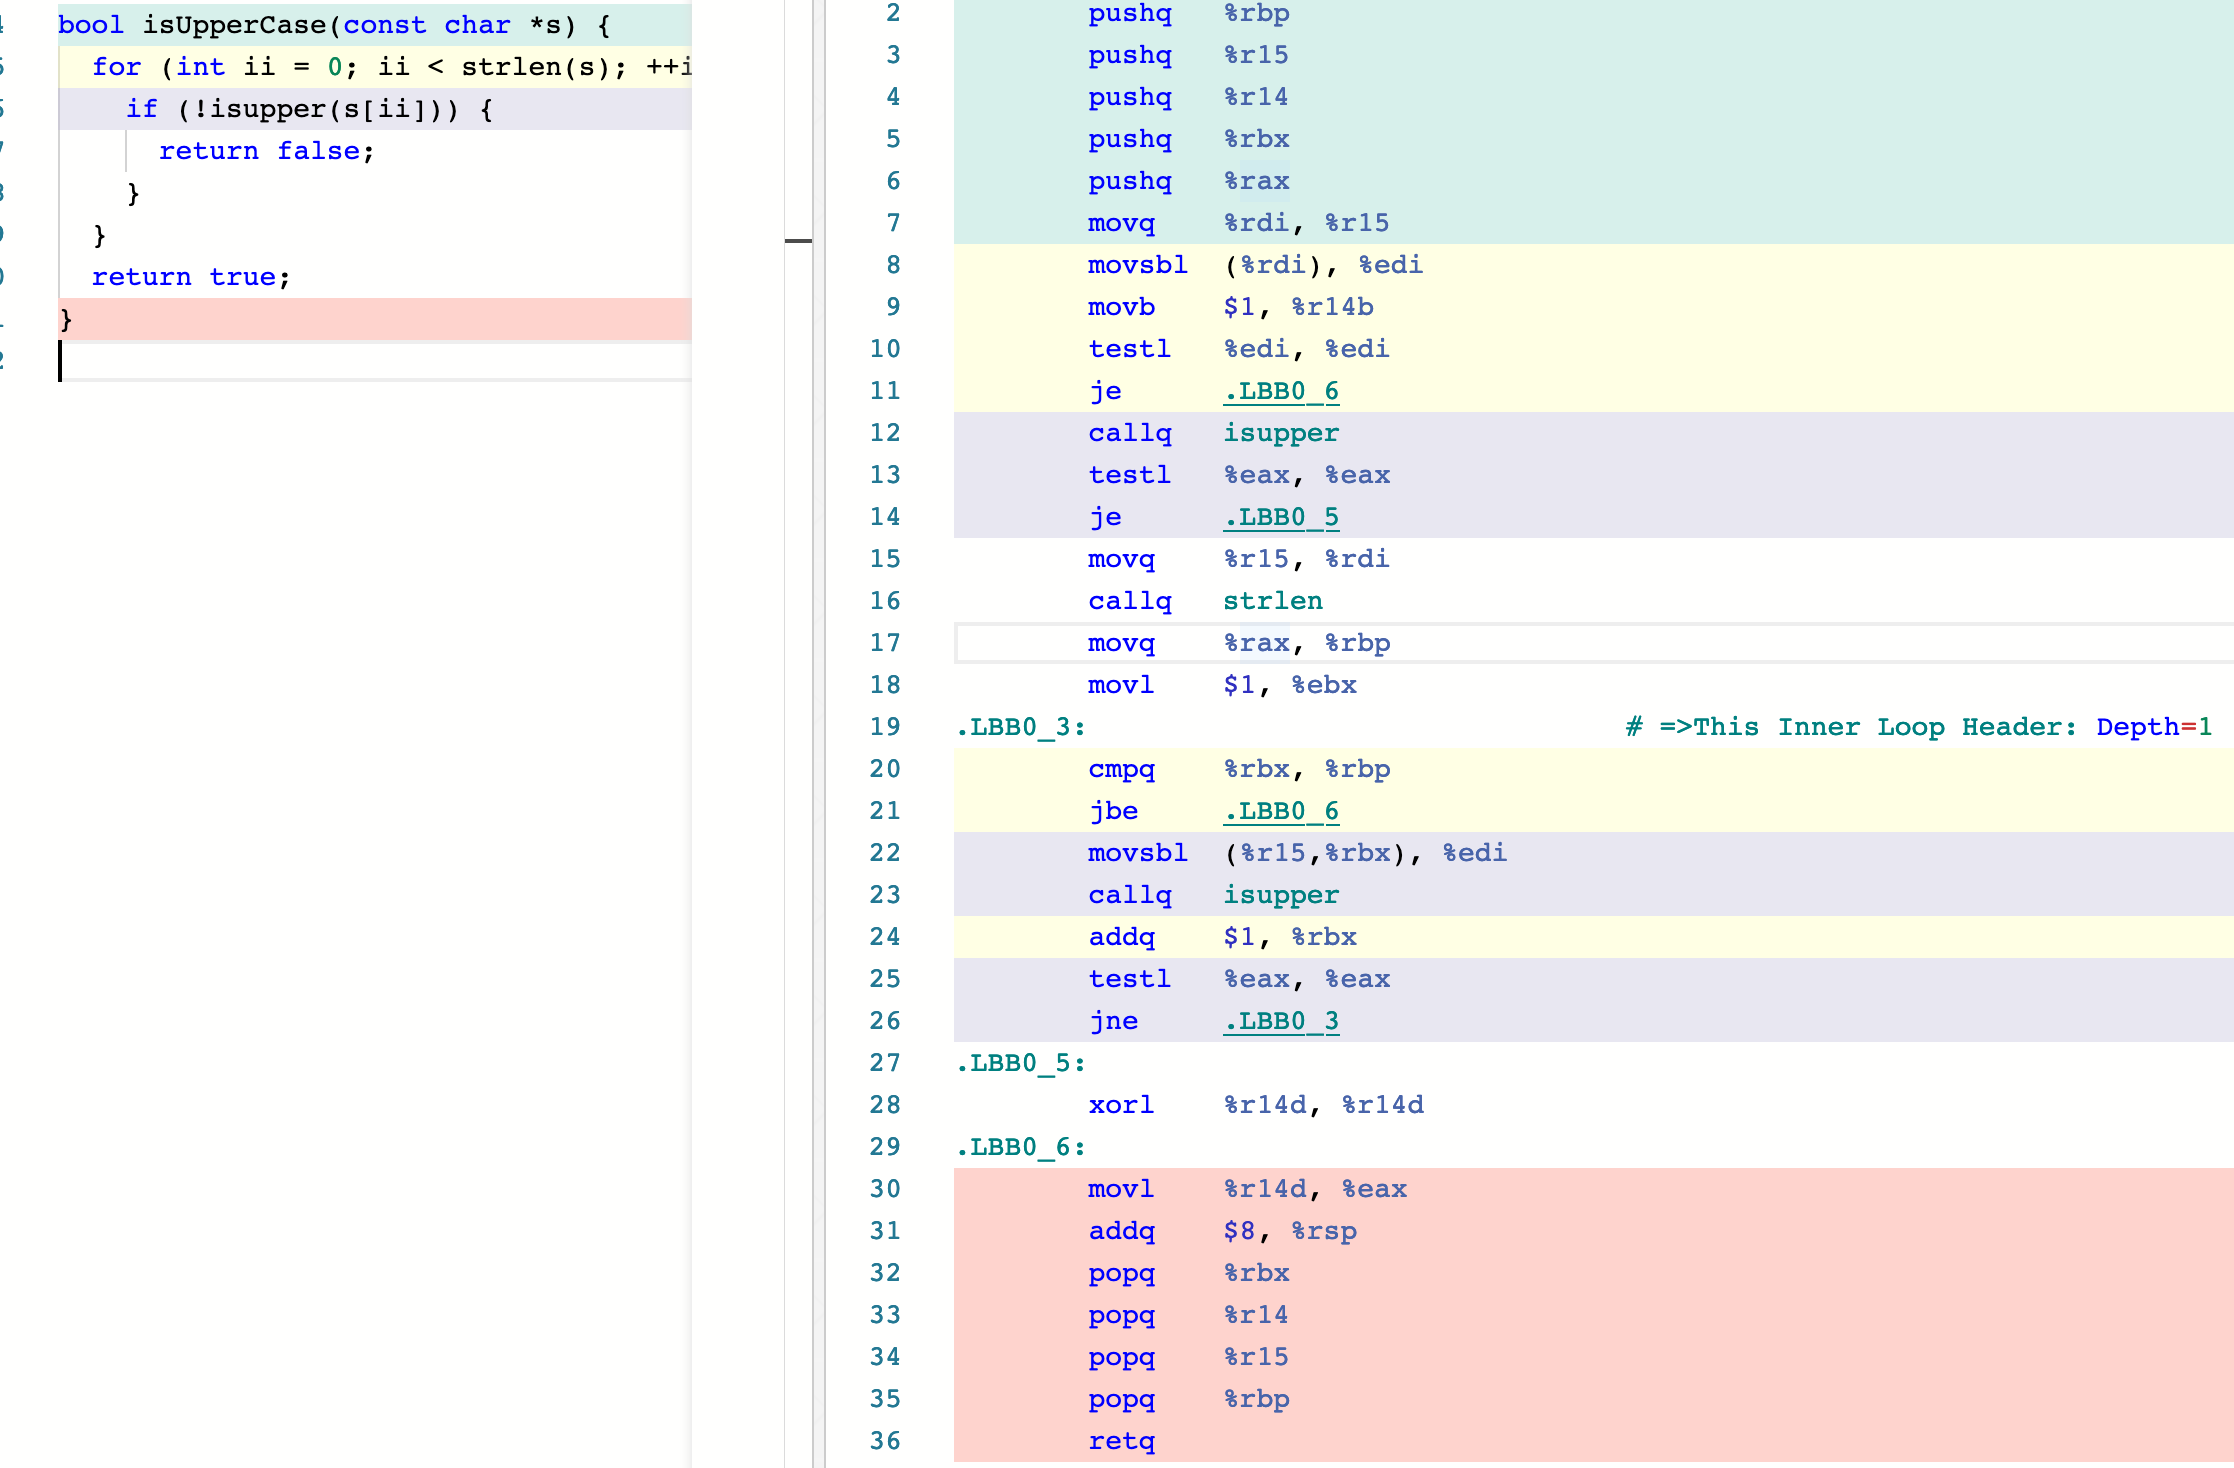 bool isUpperCase(const char *s) {
for (int ii = 0; ii < strlen(s); ++i
if (!isupper(s[ii])) {
return false;
}
}
return true;
}
2 pushq %rbp
3 pushq %r15
4 pushq %r14
5 pushq %rbx
6 pushq %rax
7 movq %rdi, %r15
8 movsbl (%rdi), %edi
9 movb $1, %r14b
10 testl %edi, %edi
11 je .LBB0_6
12 callq isupper
13 testl %eax, %eax
14 je .LBB0_5
15 movq %r15, %rdi
16 callq strlen
17 movq %rax, %rbp
18 movl $1, %ebx
19 .LBB0_3: # =>This Inner Loop Header: Depth=1
20 cmpq %rbx, %rbp
21 jbe .LBB0_6
22 movsbl (%r15,%rbx), %edi
23 callq isupper
24 addq $1, %rbx
25 testl %eax, %eax
26 jne .LBB0_3
27 .LBB0_5:
28 xorl %r14d, %r14d
29 .LBB0_6:
30 movl %r14d, %eax
31 addq $8, %rsp
32 popq %rbx
33 popq %r14
34 popq %r15
35 popq %rbp
36 retq